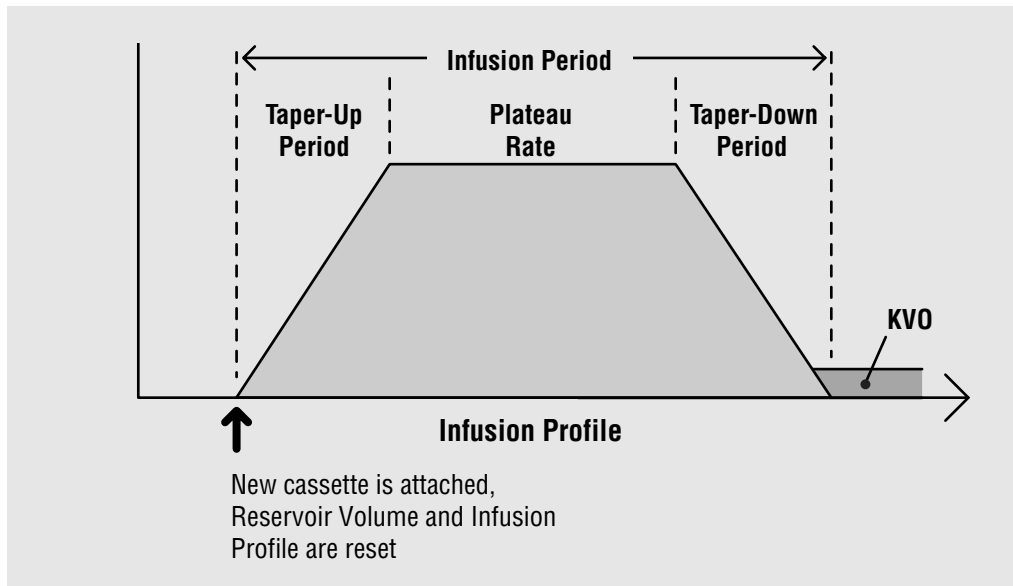 Infusion Period
Taper-Up
Period
Plateau
Rate
Taper-Down
Period
KVO
Infusion Profile
New cassette is attached,
Reservoir Volume and Infusion
Profile are reset